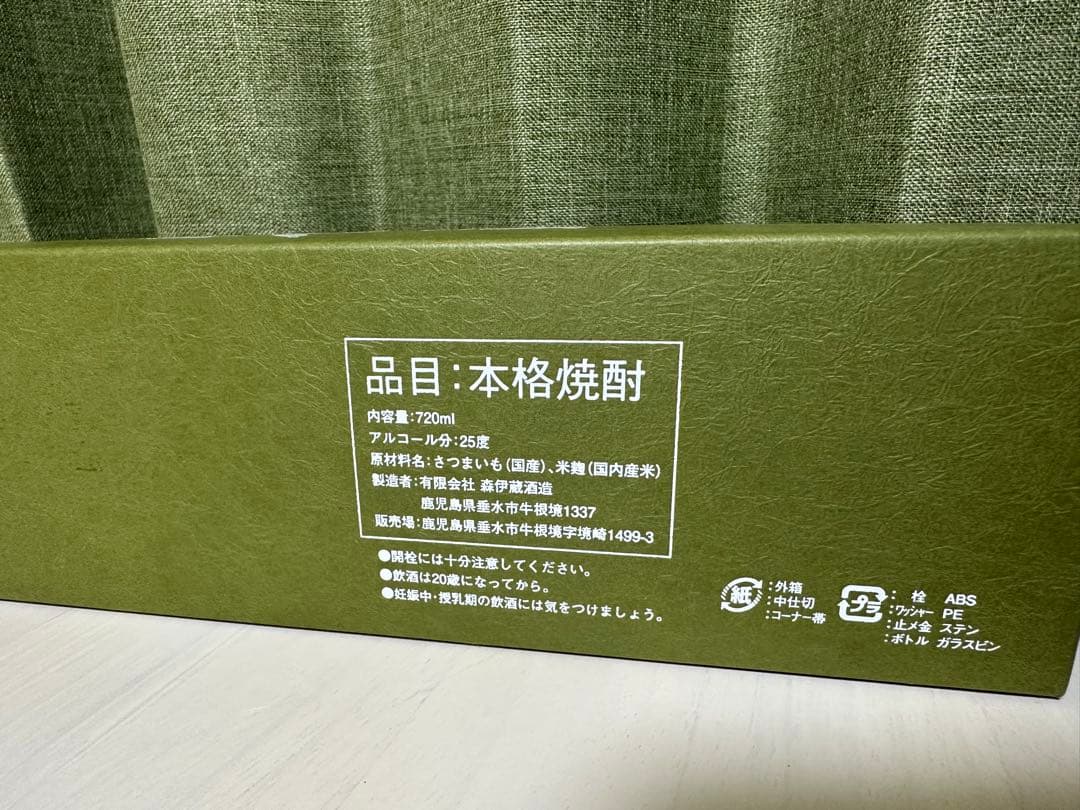 品目:本格焼酎
内容量:720ml
アルコール分:25度
原材料名:さつまいも(国産)、米麹(国内産米)
製造者:有限会社 森伊蔵酒造
鹿児島県垂水市牛根境1337
販売場:鹿児島県垂水市牛根境字境崎1499-3
●開栓には十分注意してください。
●飲酒は20歳になってから。
●妊娠中・授乳期の飲酒には気をつけましょう。
紙
:外箱
:中仕切
:コーナー帯
プラ
:栓 ABS
:ワッシャー PE
:止メ金 ステン
:ボトル ガラスビン